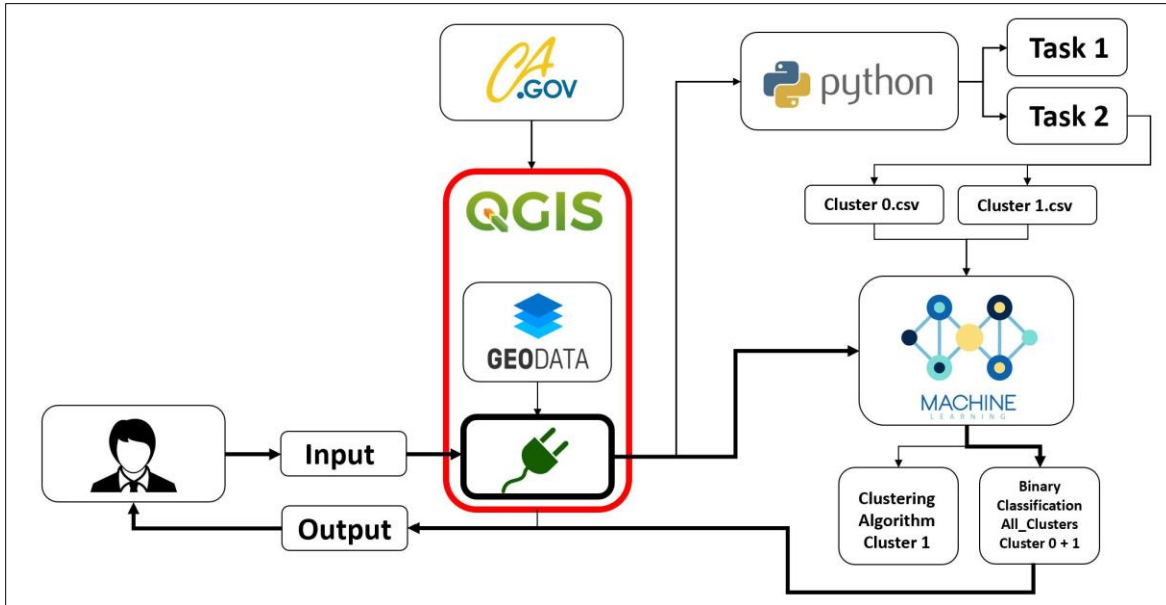 CA
.GOV
python
Task 1
Task 2
QGIS
Cluster 0.csv
Cluster 1.csv
GEODATA
MACHINE
LEARNING
Input
Output
Clustering
Algorithm
Cluster 1
Binary
Classification
All_Clusters
Cluster 0 + 1